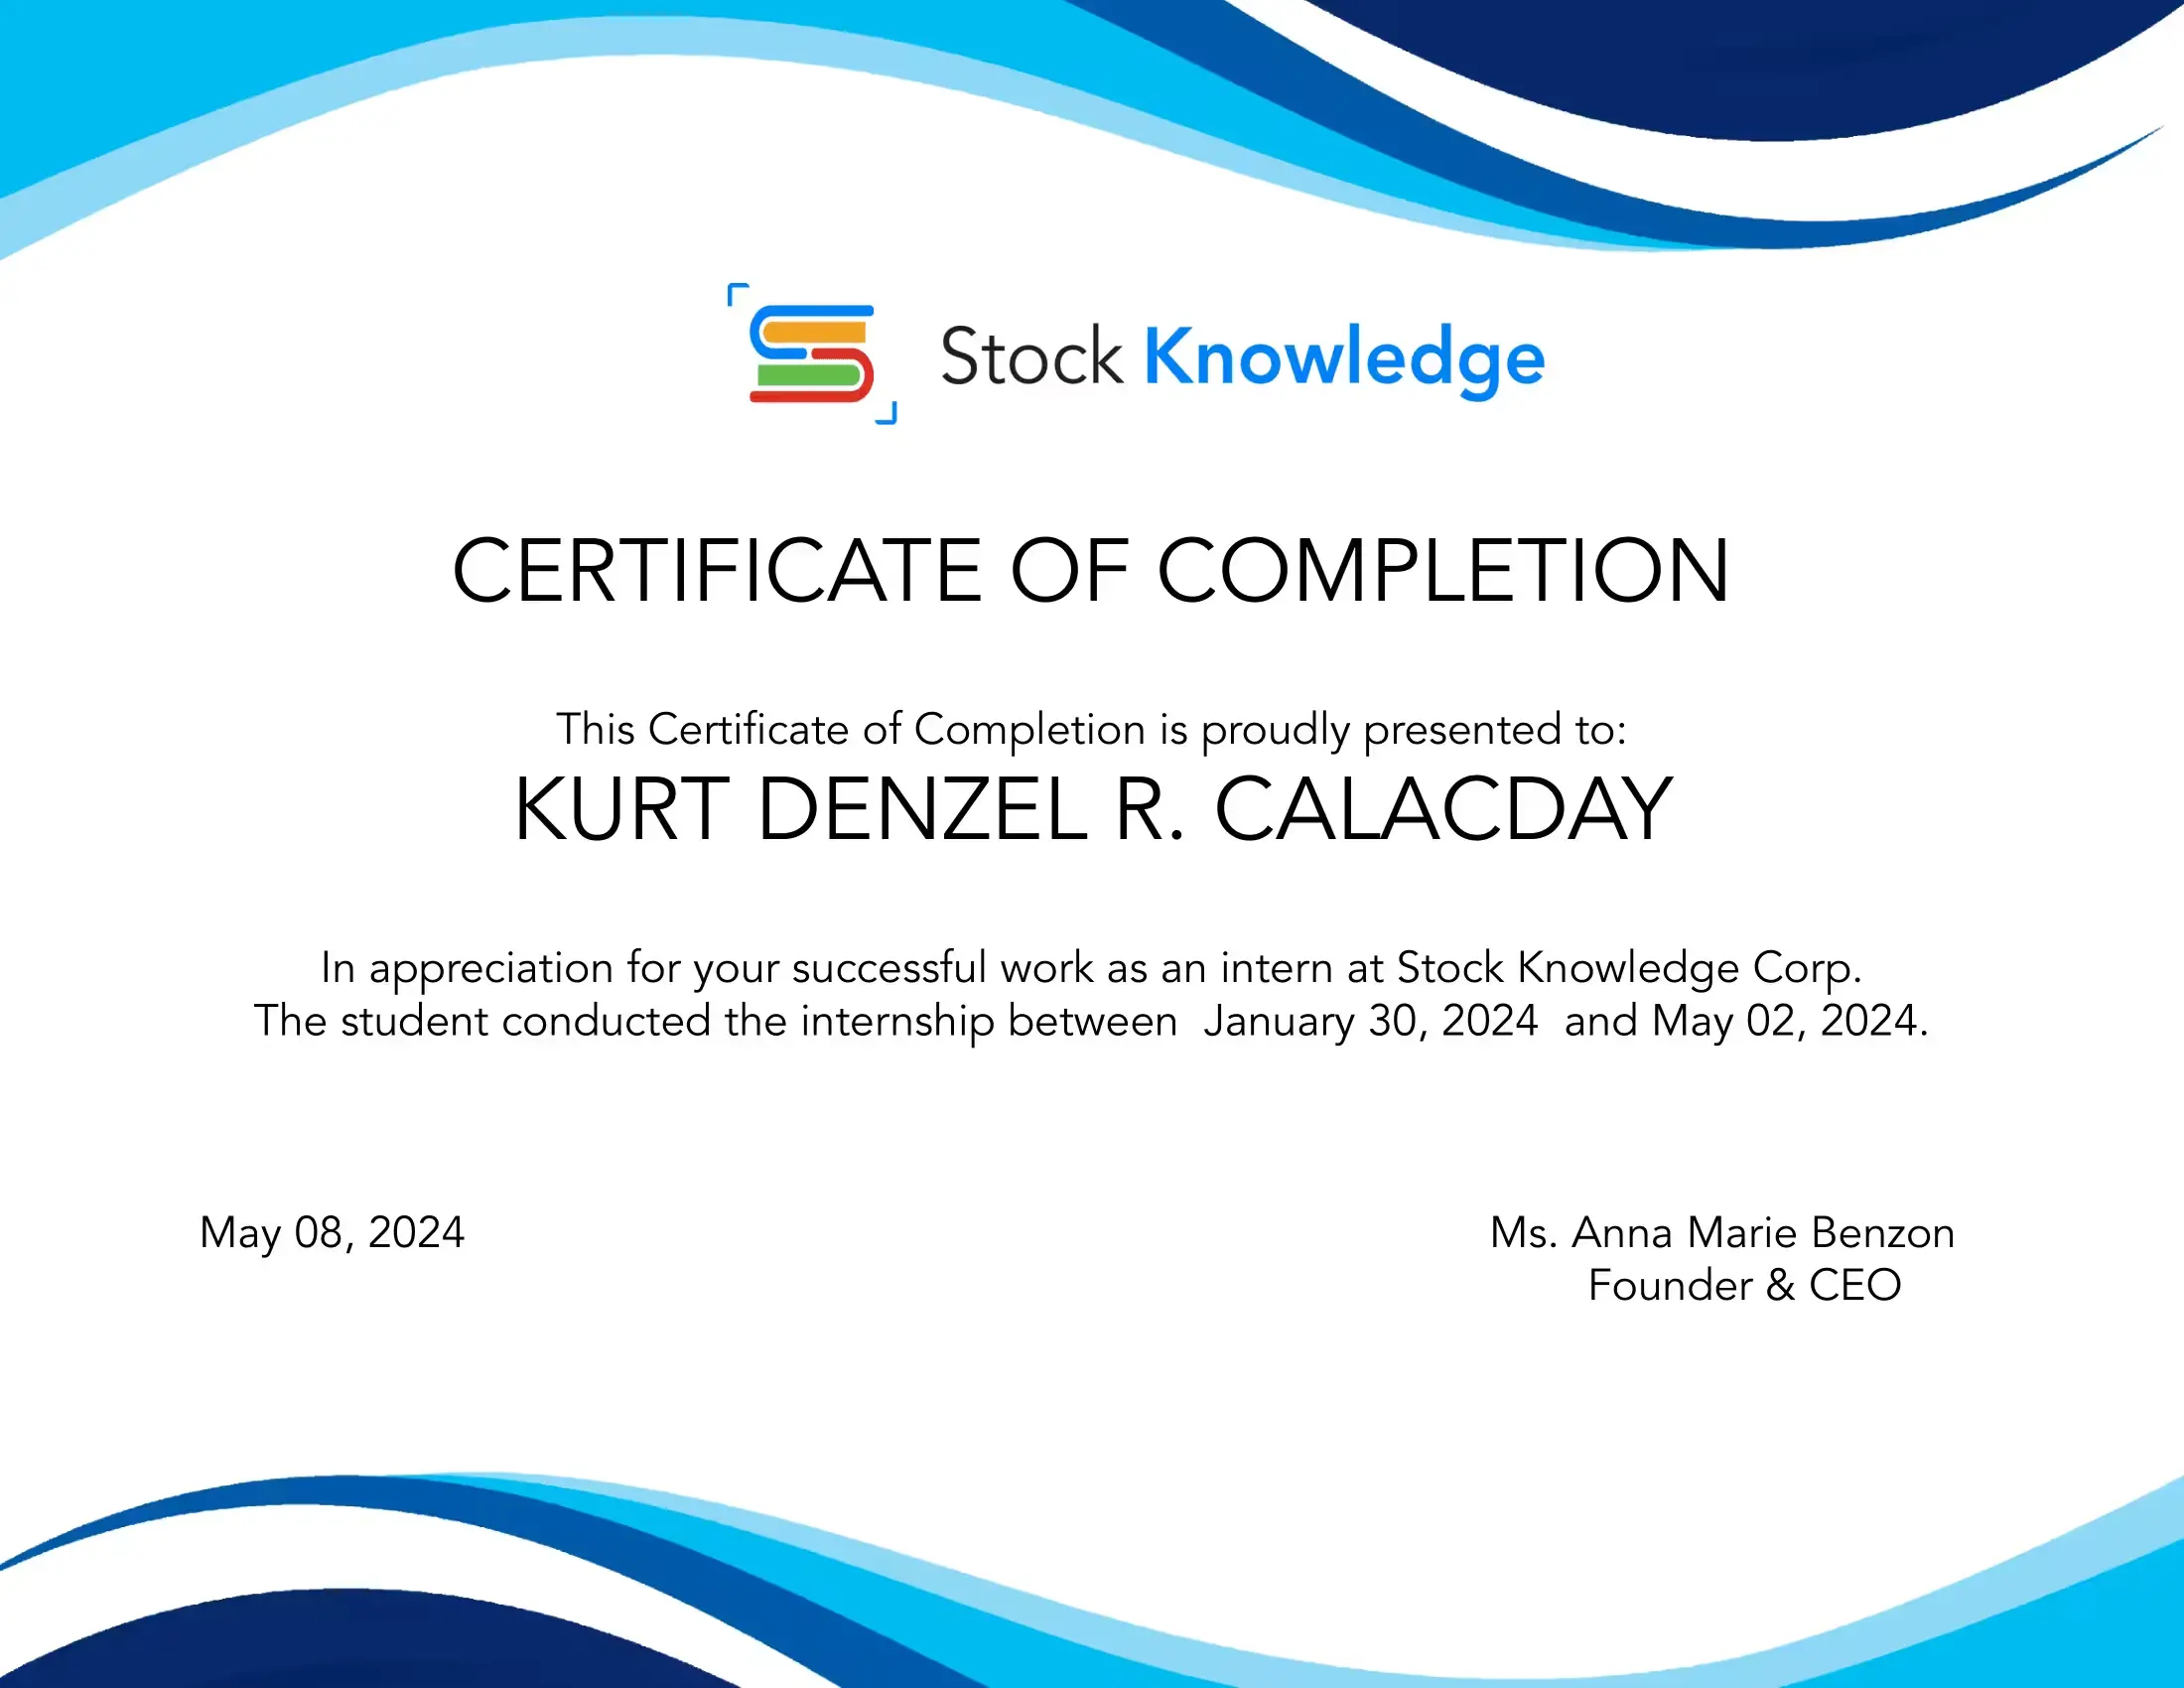 Stock Knowledge
CERTIFICATE OF COMPLETION
This Certificate of Completion is proudly presented to:
KURT DENZEL R. CALACDAY
In appreciation for your successful work as an intern at Stock Knowledge Corp.
The student conducted the internship between January 30, 2024 and May 02, 2024.
May 08, 2024
Ms. Anna Marie Benzon
Founder & CEO